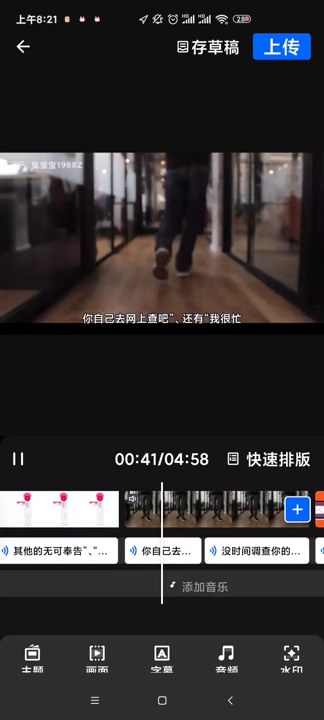 上午8:21
28
存草稿
上传
兔宝宝1988Z
你自己去网上查吧”、还有“我很忙
00:41/04:58
快速排版
其他的无可奉告”、“...
你自己去...
没时间调查你的...
添加音乐
主题
画面
字幕
音频
水印